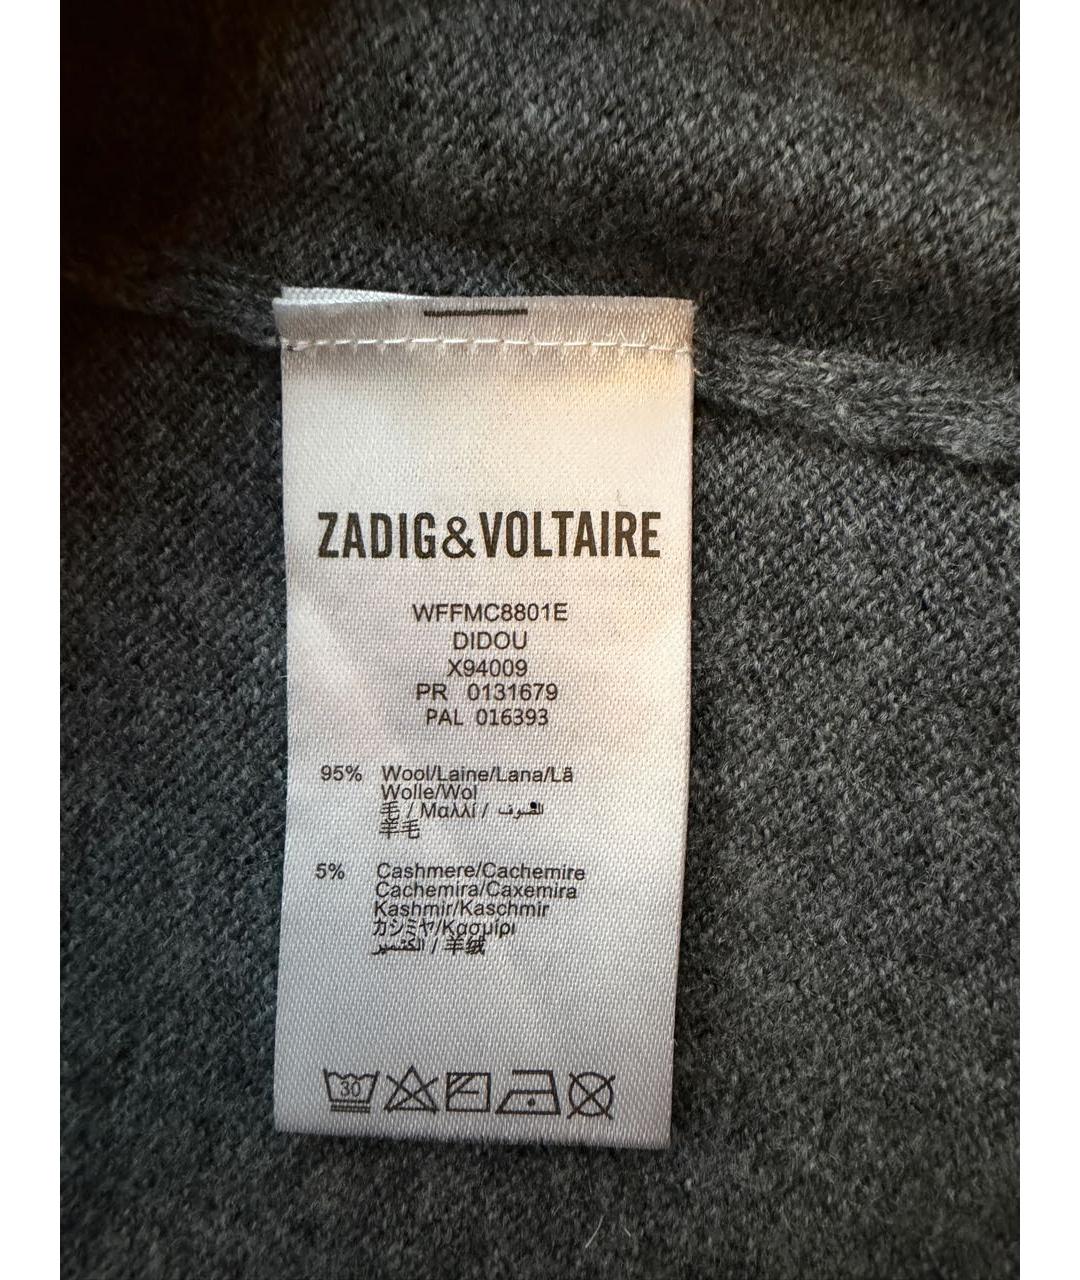 ZADIG&VOLTAIRE
WFFMC8801E
DIDOU
X94009
PR 0131679
PAL 016393
95% Wool/Laine/Lana/Lã
Wolle/Wol
毛 / Μαλλί / الصوف
羊毛
5% Cashmere/Cachemire
Cachemira/Caxemira
Kashmir/Kaschmir
カシミヤ/Κασμίρι
الكشمير / 羊绒
30